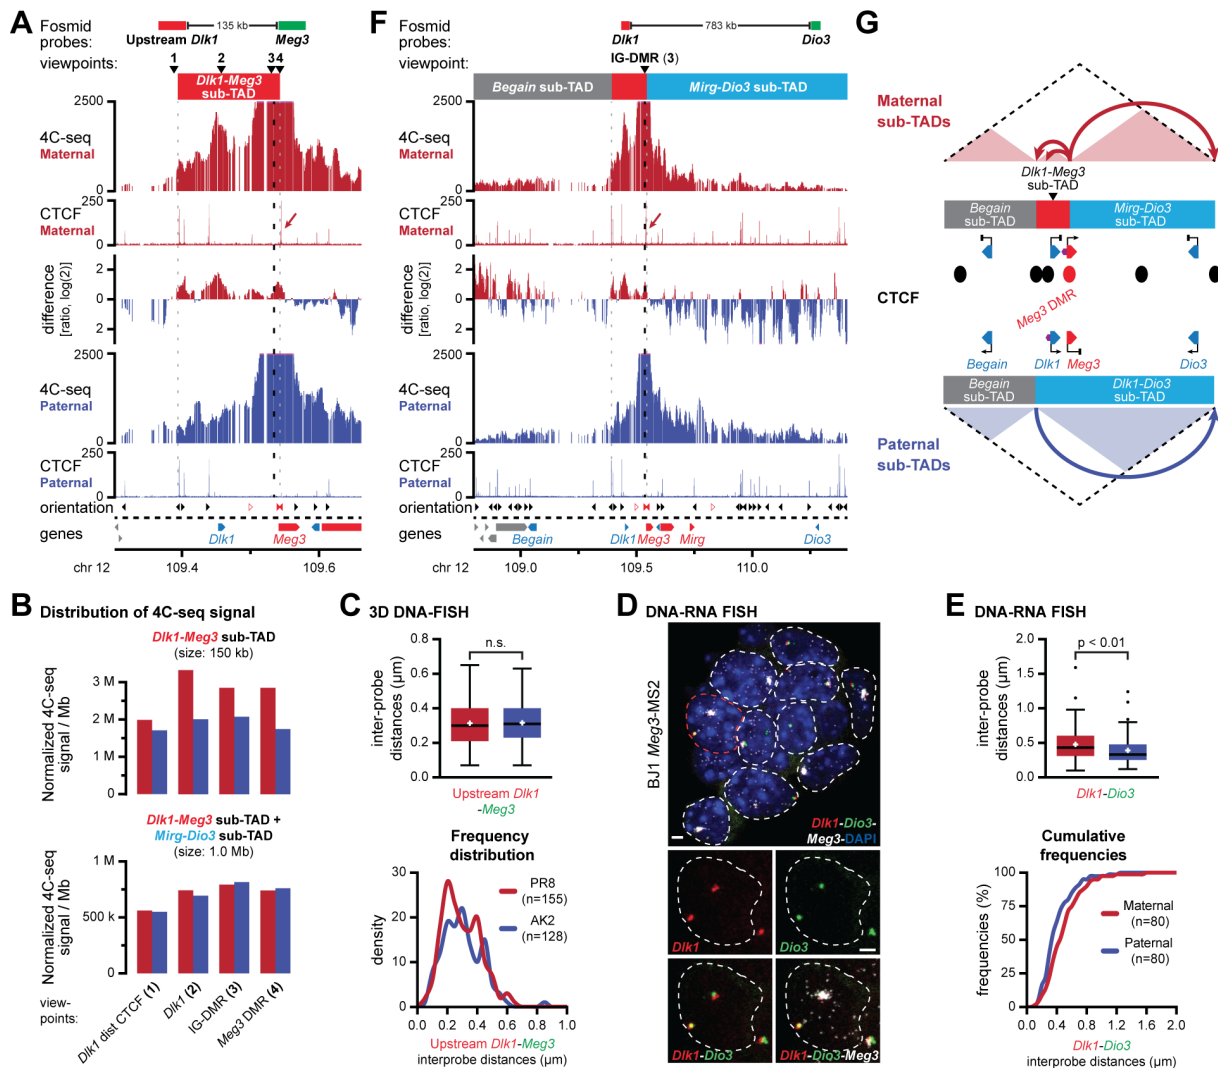 A
Fosmid
probes:
135 kb
Upstream Dlk1
Meg3
viewpoints:
1
2
3
4
Dlk1-Meg3
sub-TAD
2500
4C-seq
Maternal
0
250
CTCF
Maternal
0
difference
[ratio, log(2)]
2
0
2
2500
4C-seq
Paternal
0
250
CTCF
Paternal
0
orientation
genes
Dlk1
Meg3
chr 12
109.4
109.6
F
Fosmid
probes:
783 kb
Dlk1
Dio3
viewpoint:
IG-DMR (3)
Begain sub-TAD
Mirg-Dio3 sub-TAD
2500
4C-seq
Maternal
0
250
CTCF
Maternal
0
difference
[ratio, log(2)]
2
0
2
2500
4C-seq
Paternal
0
250
CTCF
Paternal
0
orientation
genes
Begain
Dlk1
Meg3
Mirg
Dio3
chr 12
109.0
109.5
110.0
G
Maternal
sub-TADs
Dlk1-Meg3
sub-TAD
Begain
sub-TAD
Mirg-Dio3
sub-TAD
CTCF
Meg3 DMR
Begain
Dlk1
Meg3
Dio3
Begain
sub-TAD
Dlk1-Dio3
sub-TAD
Paternal
sub-TADs
B
Distribution of 4C-seq signal
Dlk1-Meg3 sub-TAD
(size: 150 kb)
Normalized 4C-seq
signal / Mb
3 M
2 M
1 M
0
Dlk1-Meg3 sub-TAD +
Mirg-Dio3 sub-TAD
(size: 1.0 Mb)
Normalized 4C-seq
signal / Mb
1 M
500 k
0
view-
points:
Dlk1 dist CTCF (1)
Dlk1 (2)
IG-DMR (3)
Meg3 DMR (4)
C
3D DNA-FISH
inter-probe
distances (µm)
0.8
0.6
0.4
0.2
0.0
n.s.
Upstream Dlk1
-Meg3
Frequency
distribution
density
30
20
10
0
PR8
(n=155)
AK2
(n=128)
0.0
0.2
0.4
0.6
0.8
1.0
Upstream Dlk1-Meg3
interprobe distances (µm)
D
DNA-RNA FISH
BJ1 Meg3-MS2
Dlk1-Dio3-
Meg3-DAPI
Dlk1
Dio3
Dlk1-Dio3
Dlk1-Dio3-Meg3
E
DNA-RNA FISH
inter-probe
distances (µm)
2.0
1.5
1.0
0.5
0.0
p < 0.01
Dlk1-Dio3
Cumulative
frequencies
frequencies (%)
100
75
50
25
0
Maternal
(n=80)
Paternal
(n=80)
0.0
0.4
0.8
1.2
1.6
2.0
Dlk1-Dio3
interprobe distances (µm)